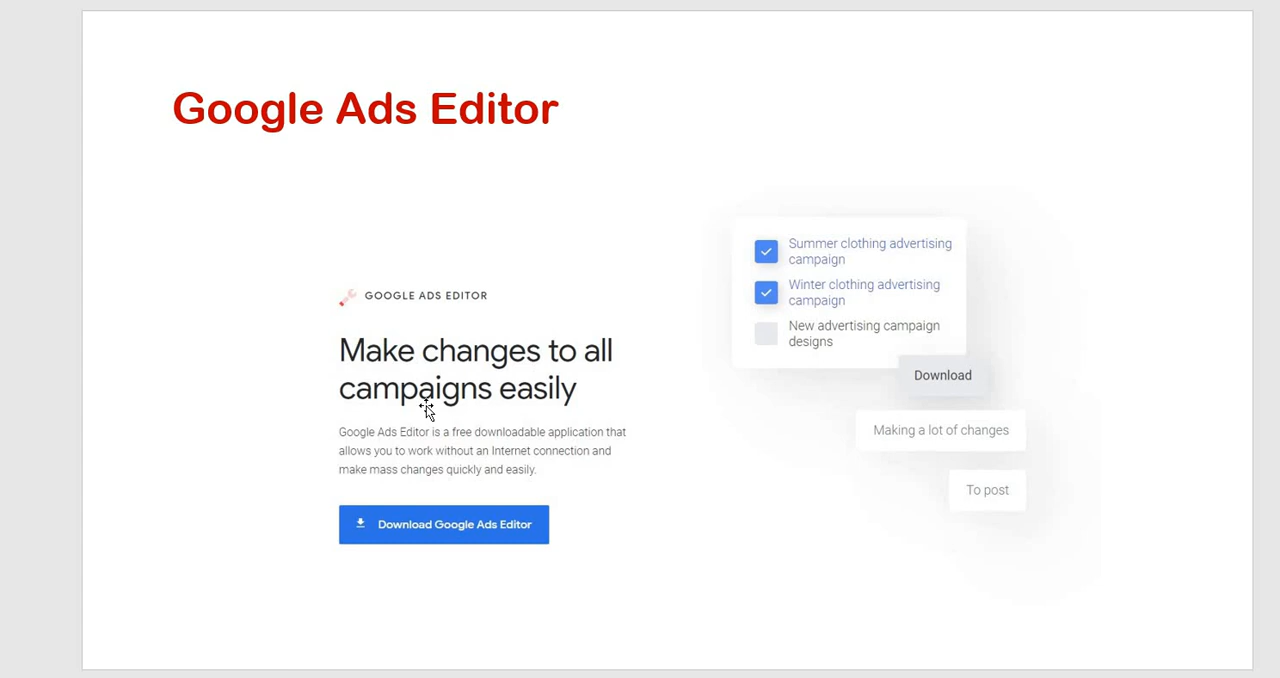 Google Ads Editor
GOOGLE ADS EDITOR
Make changes to all
campaigns easily
Google Ads Editor is a free downloadable application that
allows you to work without an Internet connection and
make mass changes quickly and easily.
Download Google Ads Editor
Summer clothing advertising
campaign
Winter clothing advertising
campaign
New advertising campaign
designs
Download
Making a lot of changes
To post